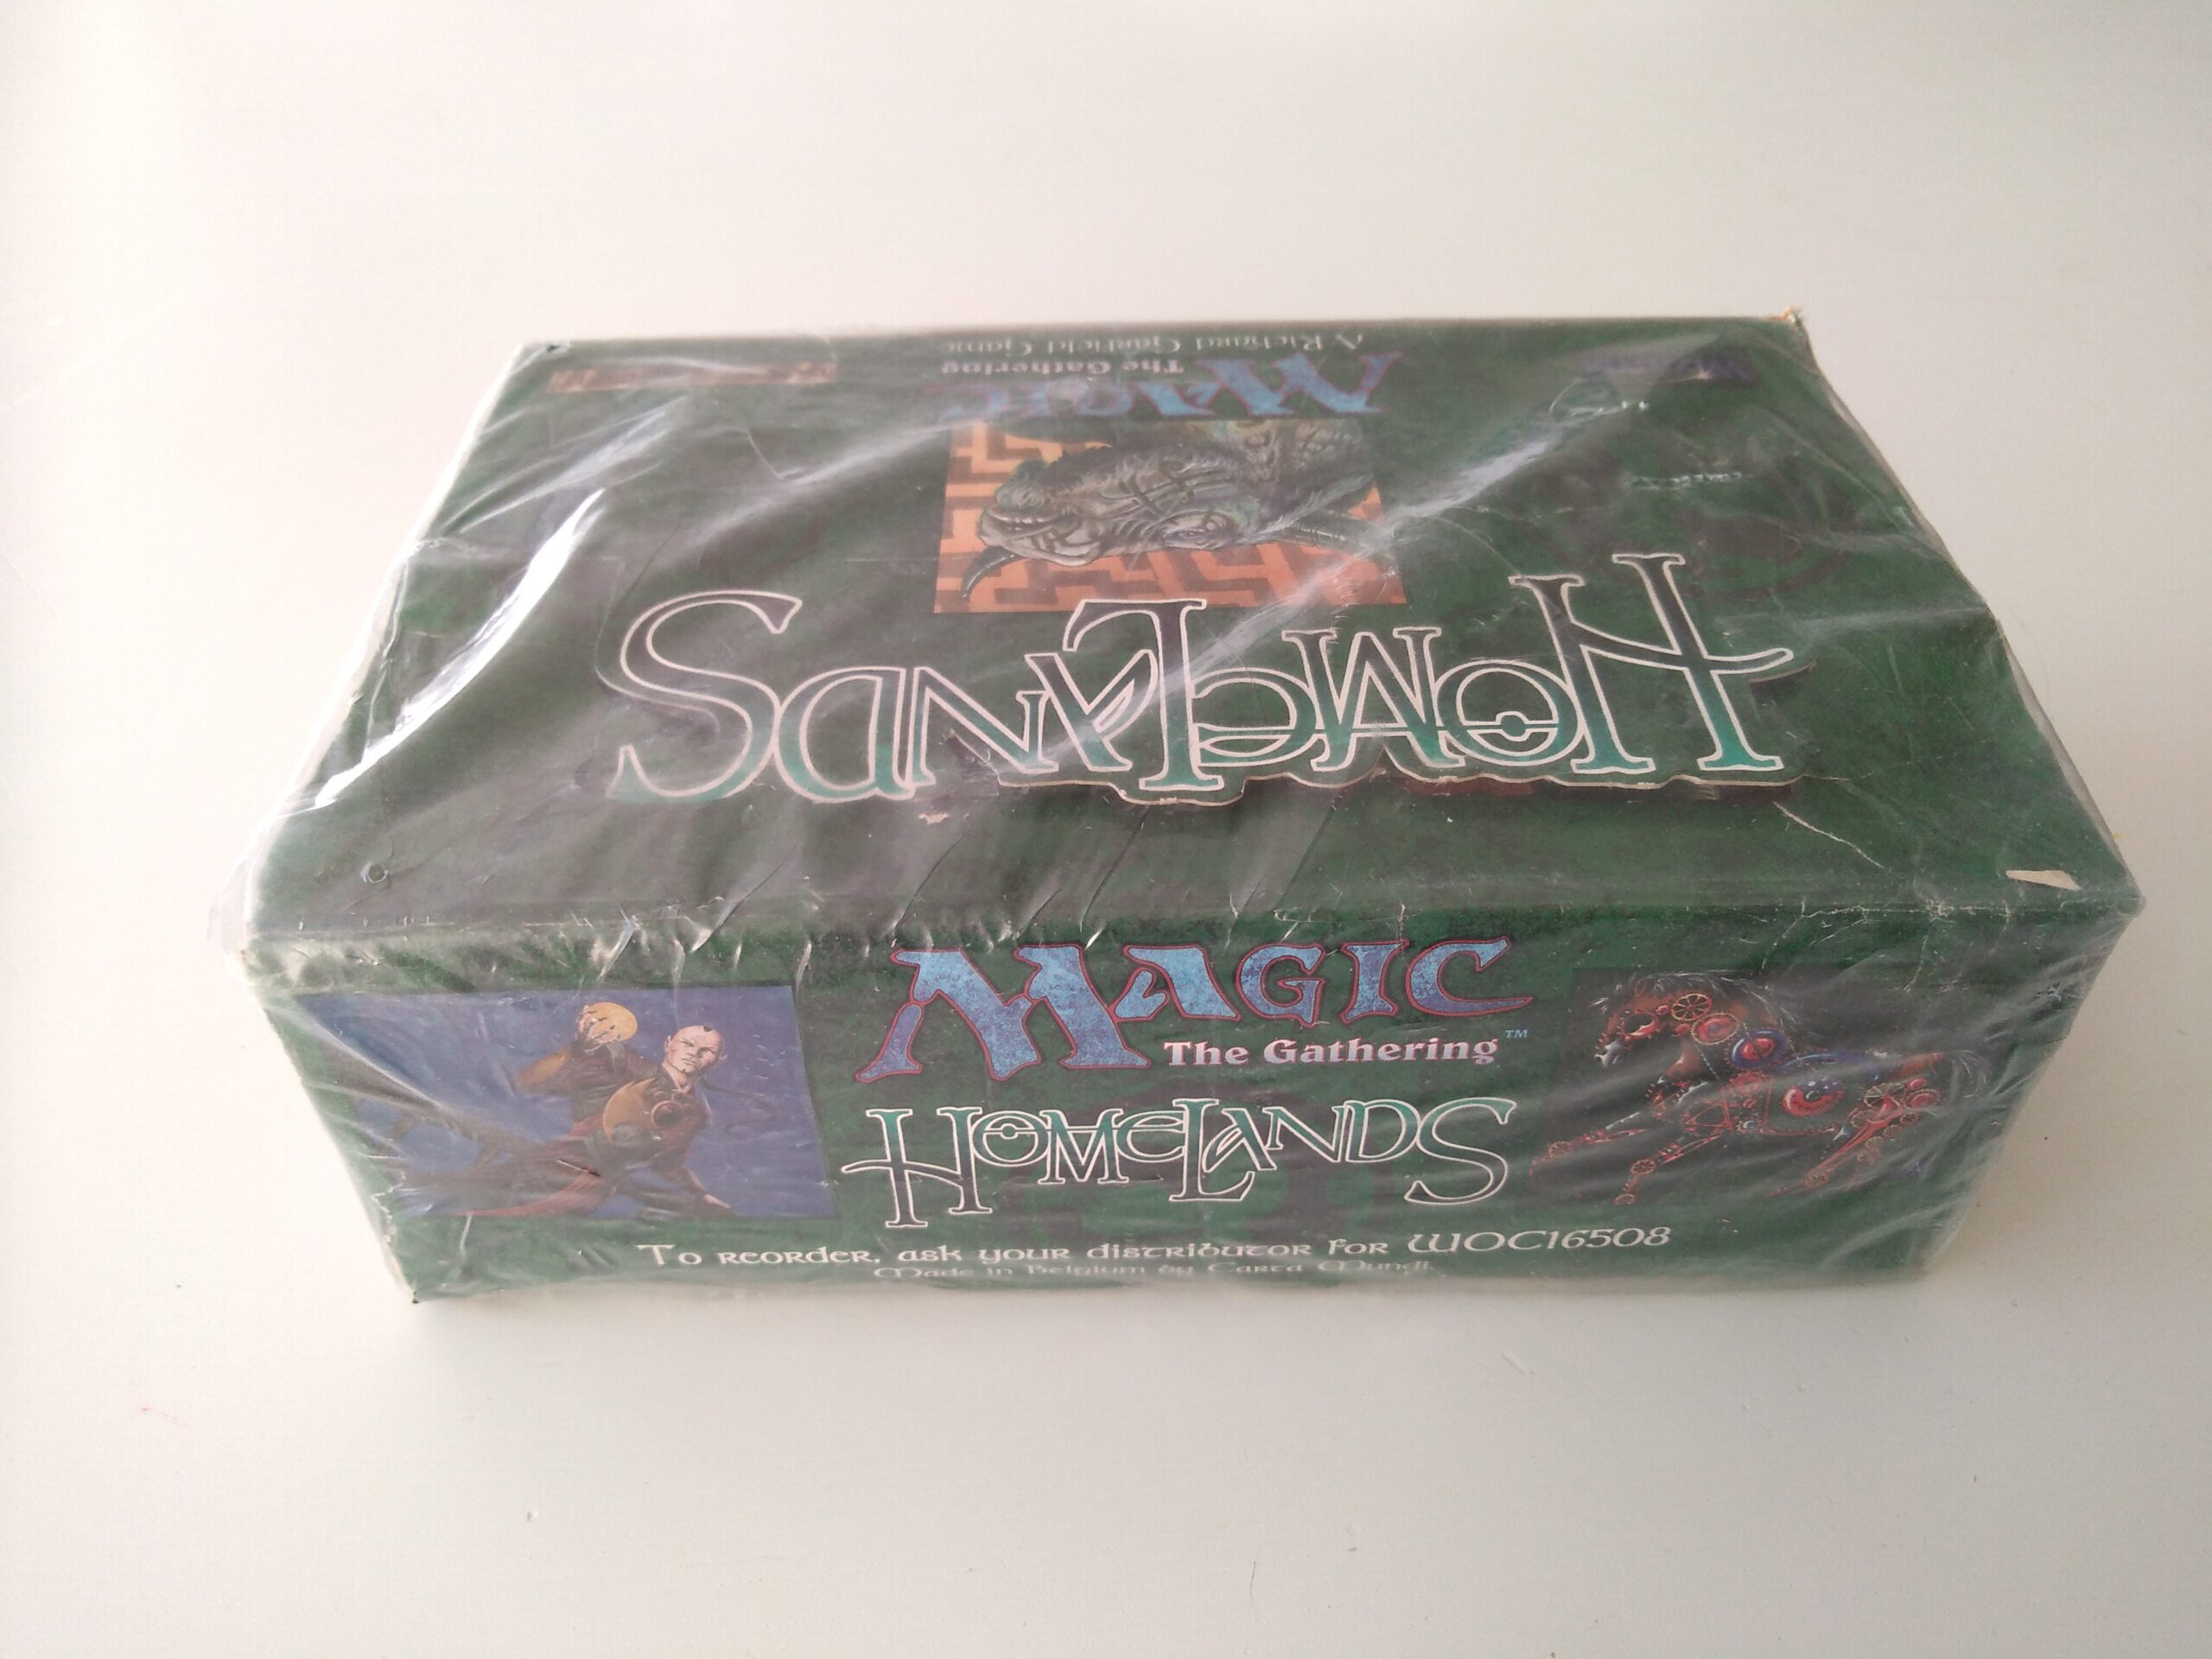 A Richard Garfield Game
The Gathering
Magic
HomeLands
Magic
The Gathering™
HomeLands
To reorder, ask your distributor for WOC16508
Made in Belgium by Carta Mundi.